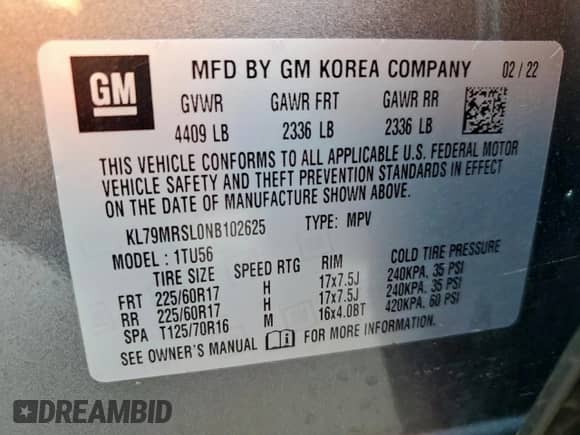 GM
MFD BY GM KOREA COMPANY 02 / 22
GVWR GAWR FRT GAWR RR
4409 LB 2336 LB 2336 LB
THIS VEHICLE CONFORMS TO ALL APPLICABLE U.S. FEDERAL MOTOR
VEHICLE SAFETY AND THEFT PREVENTION STANDARDS IN EFFECT
ON THE DATE OF MANUFACTURE SHOWN ABOVE.
KL79MRSL0NB102625 TYPE: MPV
MODEL : 1TU56
TIRE SIZE SPEED RTG RIM COLD TIRE PRESSURE
FRT 225/60R17 H 17x7.5J 240KPA, 35 PSI
RR 225/60R17 H 17x7.5J 240KPA, 35 PSI
SPA T125/70R16 M 16x4.0BT 420KPA, 60 PSI
SEE OWNER'S MANUAL i FOR MORE INFORMATION.
DREAMBID